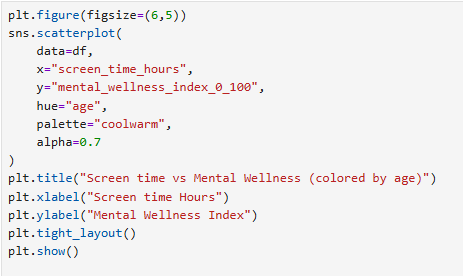 plt.figure(figsize=(6,5))
sns.scatterplot(
    data=df,
    x="screen_time_hours",
    y="mental_wellness_index_0_100",
    hue="age",
    palette="coolwarm",
    alpha=0.7
)
plt.title("Screen time vs Mental Wellness (colored by age)")
plt.xlabel("Screen time Hours")
plt.ylabel("Mental Wellness Index")
plt.tight_layout()
plt.show()